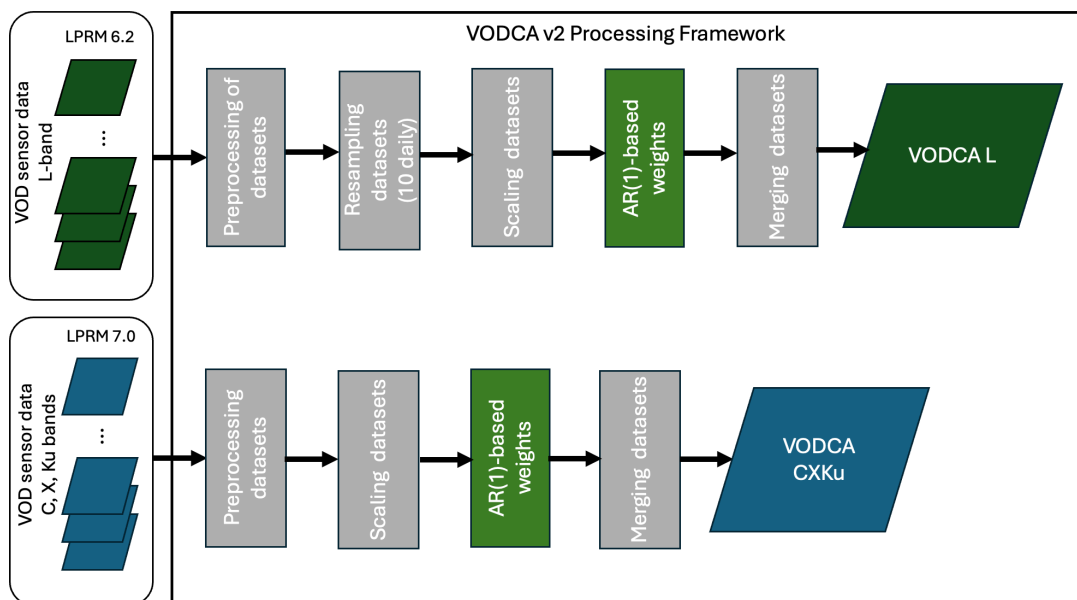 VODCA v2 Processing Framework
LPRM 6.2
VOD sensor data
L-band
...
Preprocessing of
datasets
Resampling
datasets
(10 daily)
Scaling datasets
AR(1)-based
weights
Merging datasets
VODCA L
LPRM 7.0
VOD sensor data
C, X, Ku bands
...
Preprocessing
datasets
Scaling datasets
AR(1)-based
weights
Merging datasets
VODCA
CXKu